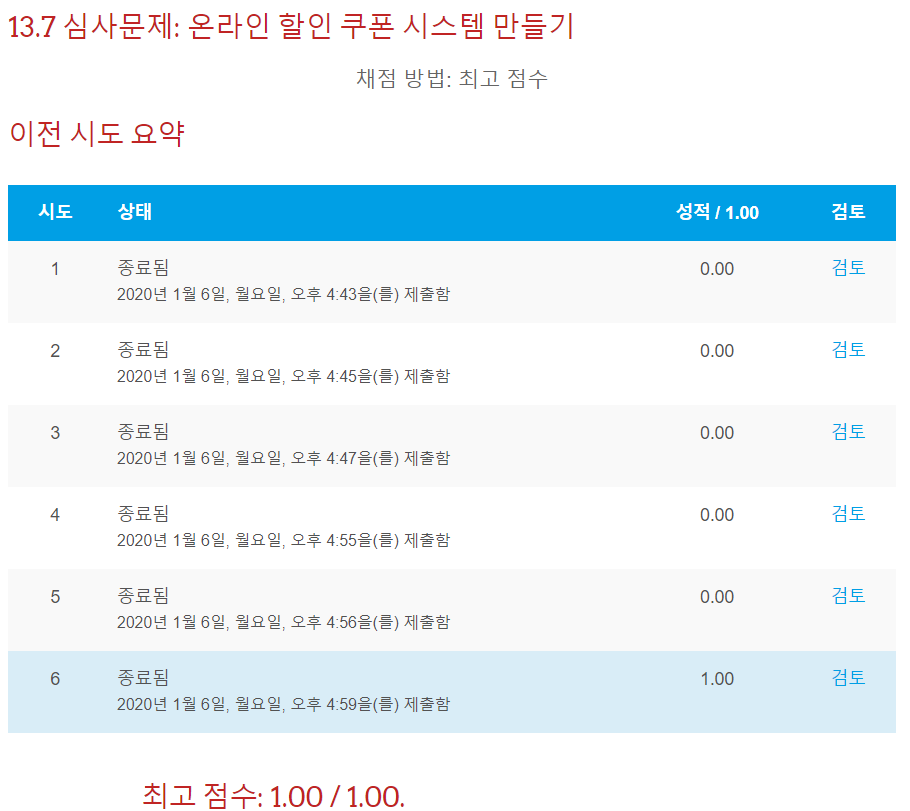 13.7 심사문제: 온라인 할인 쿠폰 시스템 만들기
채점 방법: 최고 점수
이전 시도 요약
시도 상태 성적 / 1.00 검토
1 종료됨 0.00 검토
2020년 1월 6일, 월요일, 오후 4:43을(를) 제출함
2 종료됨 0.00 검토
2020년 1월 6일, 월요일, 오후 4:45을(를) 제출함
3 종료됨 0.00 검토
2020년 1월 6일, 월요일, 오후 4:47을(를) 제출함
4 종료됨 0.00 검토
2020년 1월 6일, 월요일, 오후 4:55을(를) 제출함
5 종료됨 0.00 검토
2020년 1월 6일, 월요일, 오후 4:56을(를) 제출함
6 종료됨 1.00 검토
2020년 1월 6일, 월요일, 오후 4:59을(를) 제출함
최고 점수: 1.00 / 1.00.